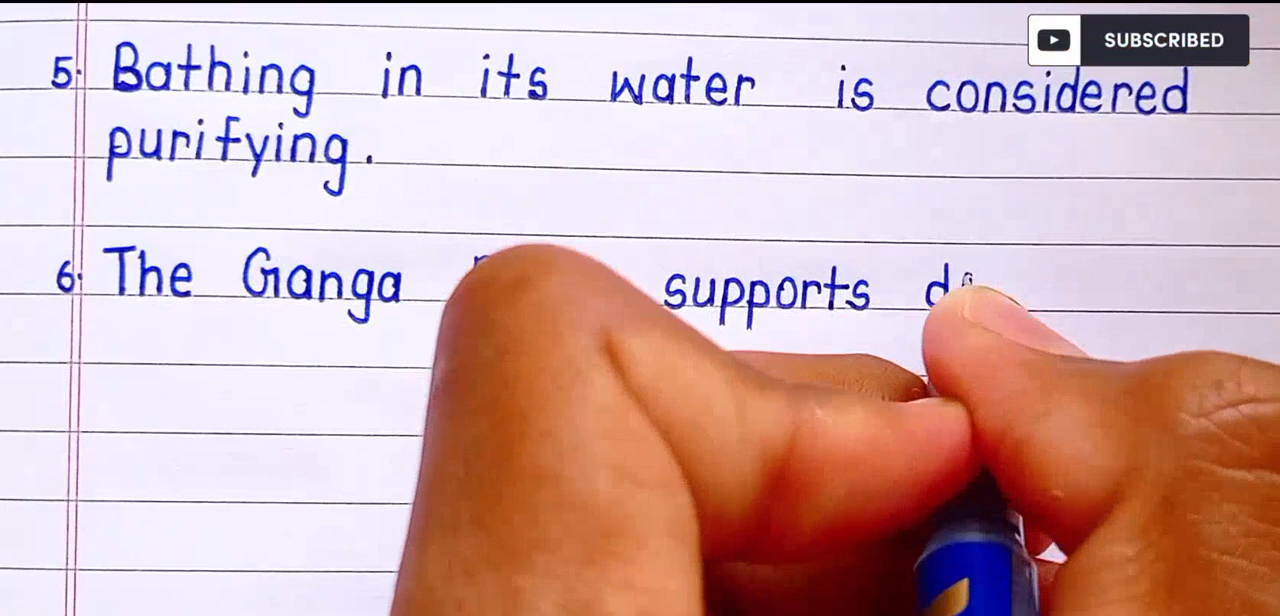 SUBSCRIBED
5. Bathing in its water is considered
purifying.
6. The Ganga supports